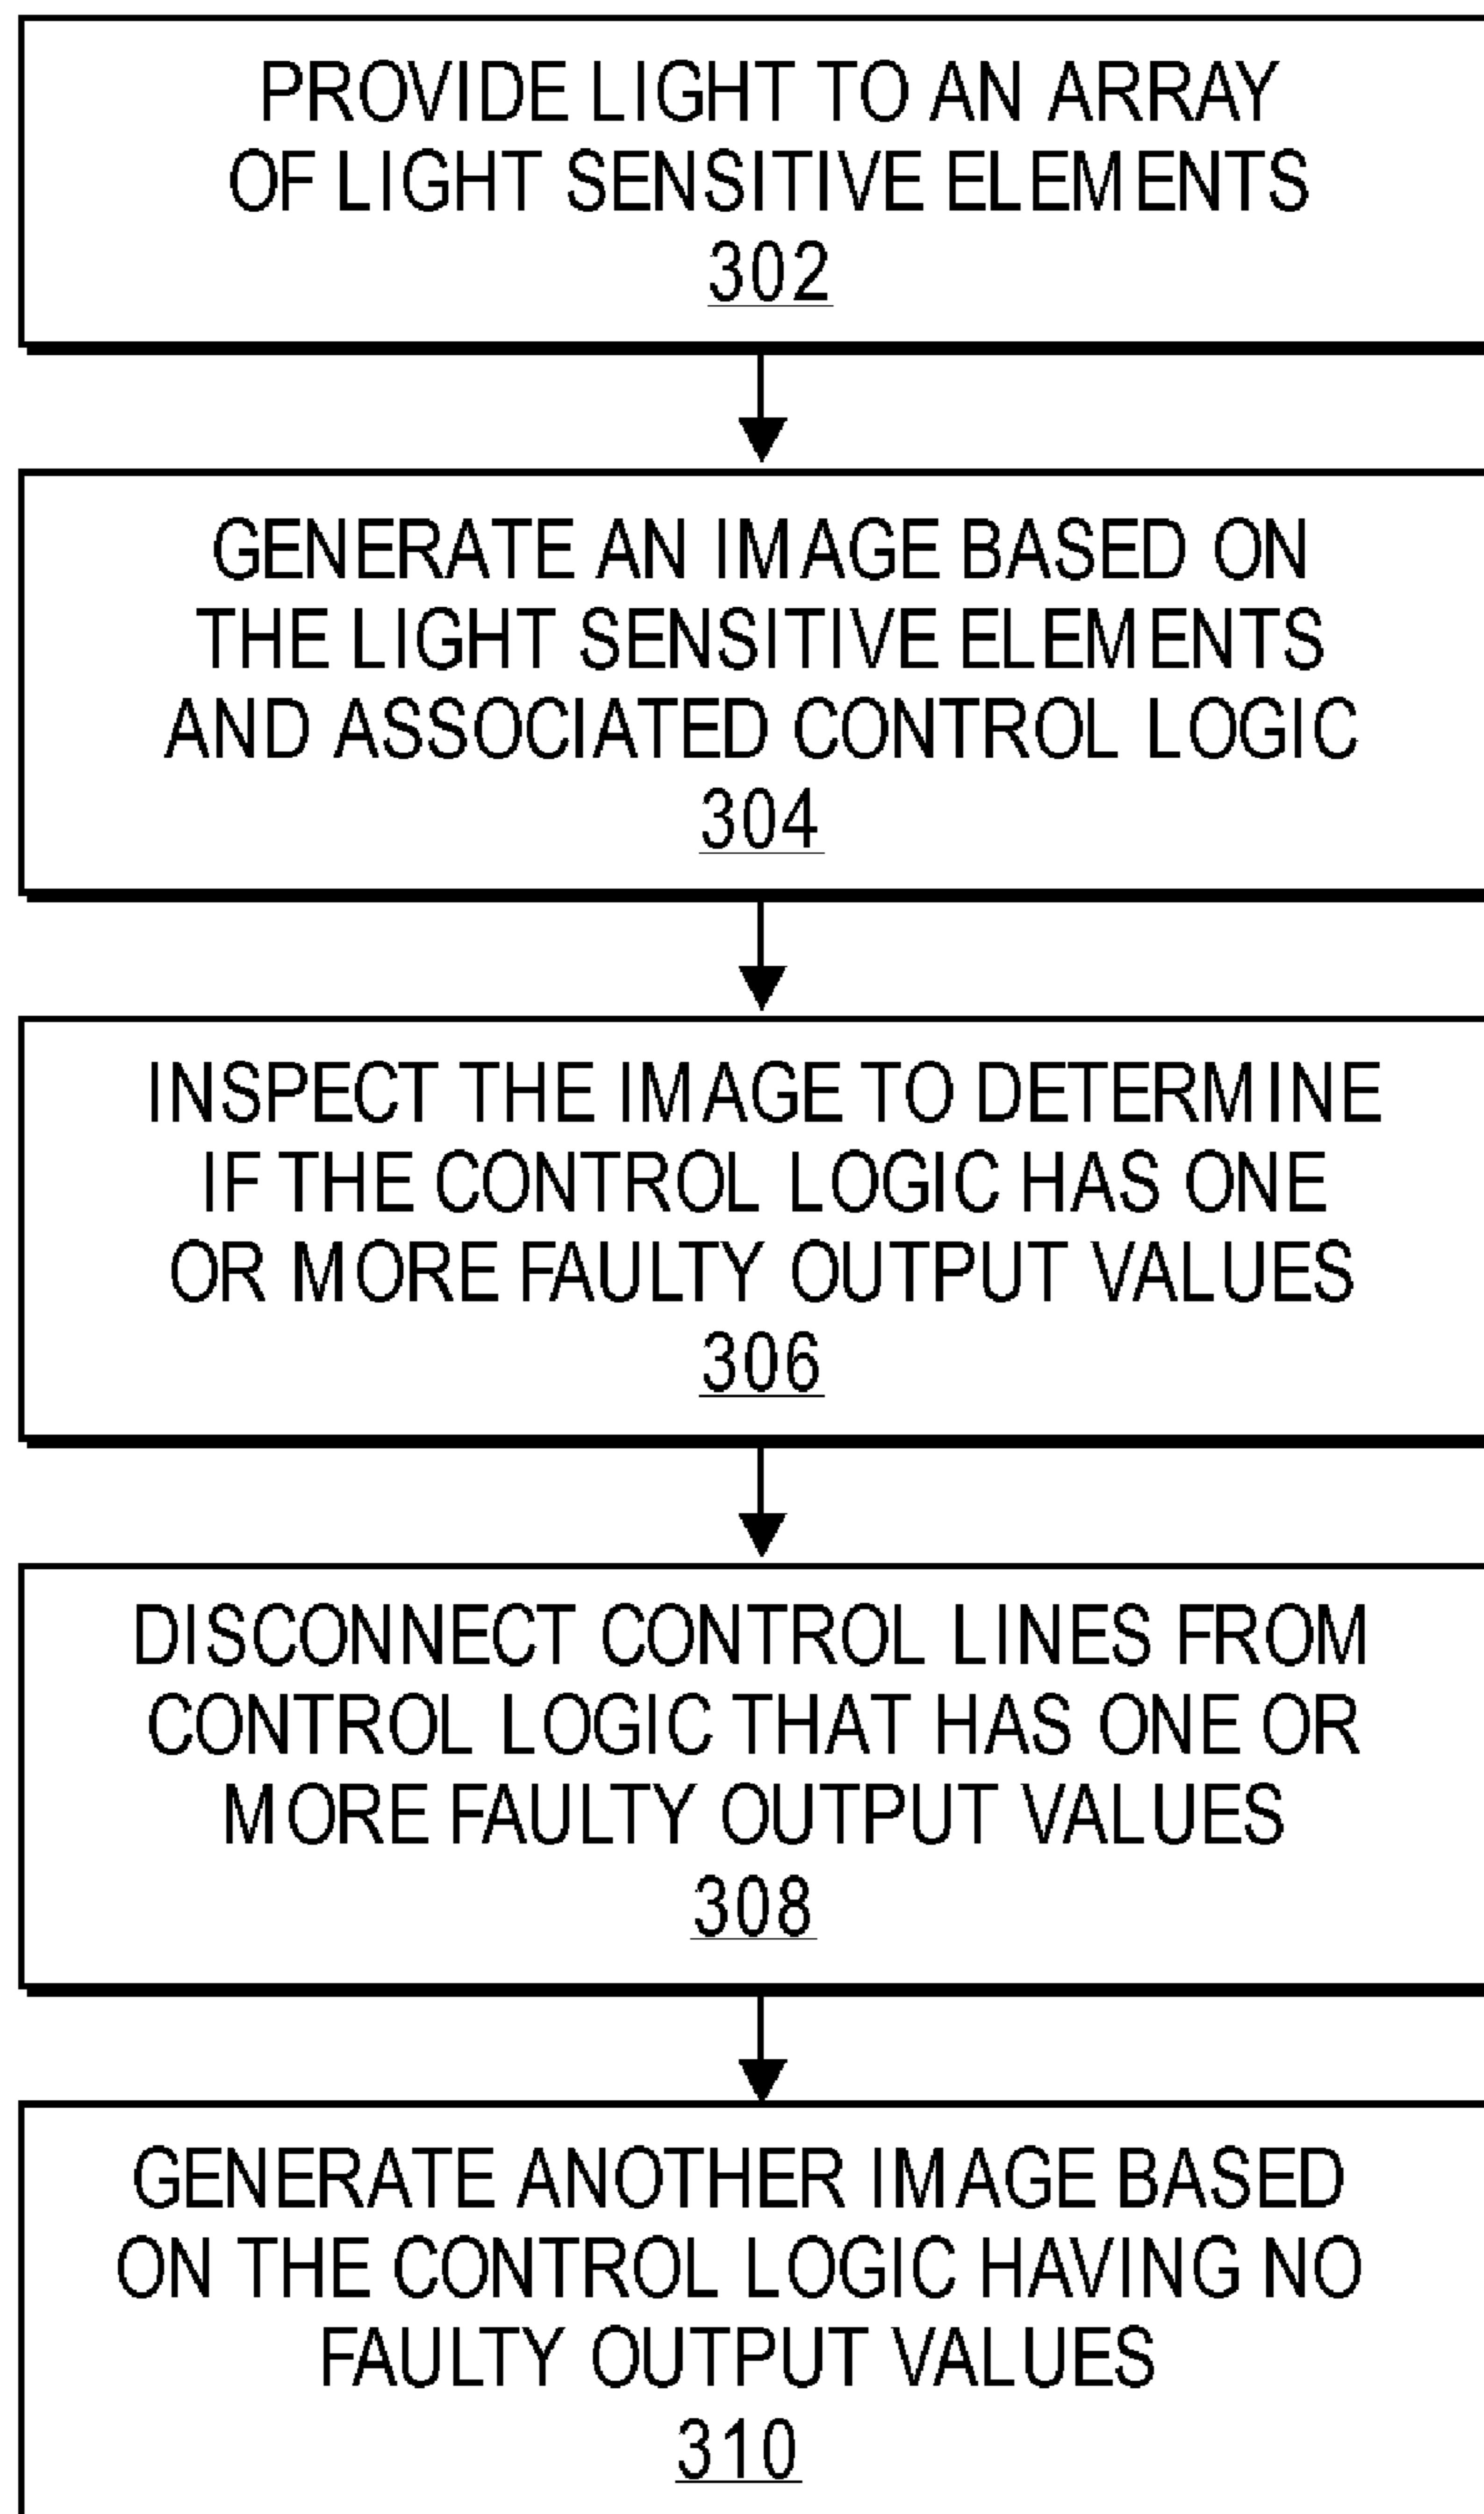 PROVIDE LIGHT TO AN ARRAY
OF LIGHT SENSITIVE ELEMENTS
302
GENERATE AN IMAGE BASED ON
THE LIGHT SENSITIVE ELEMENTS
AND ASSOCIATED CONTROL LOGIC
304
INSPECT THE IMAGE TO DETERMINE
IF THE CONTROL LOGIC HAS ONE
OR MORE FAULTY OUTPUT VALUES
306
DISCONNECT CONTROL LINES FROM
CONTROL LOGIC THAT HAS ONE OR
MORE FAULTY OUTPUT VALUES
308
GENERATE ANOTHER IMAGE BASED
ON THE CONTROL LOGIC HAVING NO
FAULTY OUTPUT VALUES
310